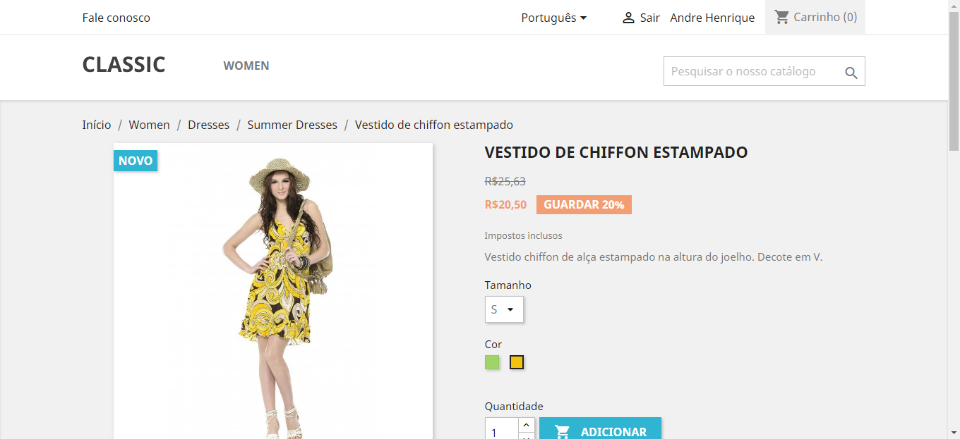 Fale conosco
Português
Sair
Andre Henrique
Carrinho (0)
CLASSIC
WOMEN
Pesquisar o nosso catálogo
Início / Women / Dresses / Summer Dresses / Vestido de chiffon estampado
NOVO
VESTIDO DE CHIFFON ESTAMPADO
R$25,63
R$20,50 GUARDAR 20%
Impostos inclusos
Vestido chiffon de alça estampado na altura do joelho. Decote em V.
Tamanho
S
Cor
Quantidade
1
ADICIONAR